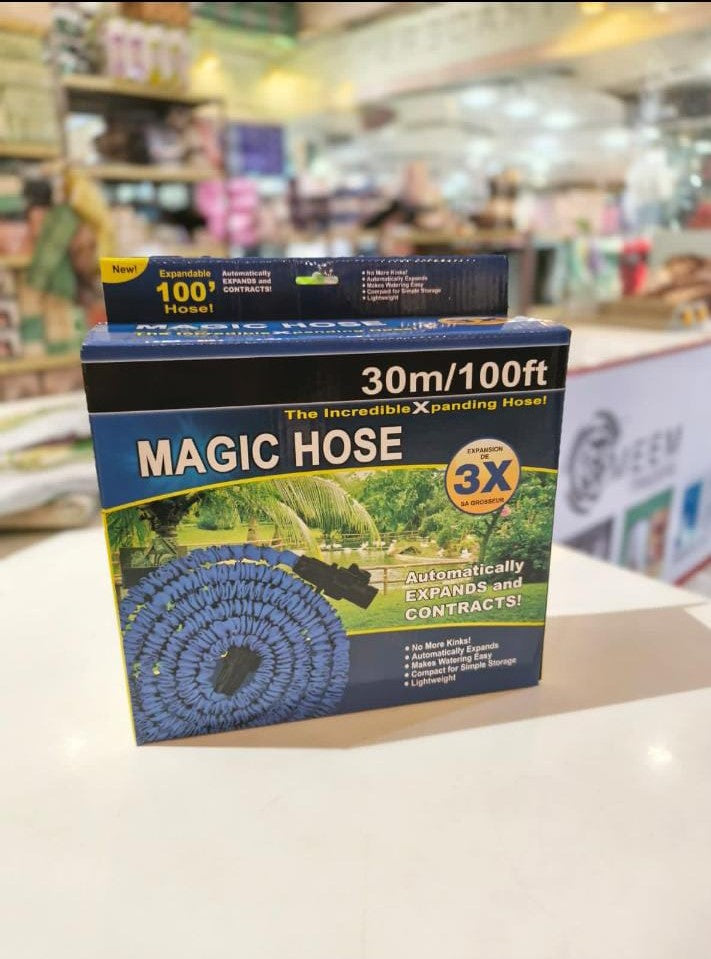 New!
Expandable
100'
Hose!
Automatically
EXPANDS and
CONTRACTS!
• No More Kinks!
• Automatically Expands
• Makes Watering Easy
• Compact for Simple Storage
• Lightweight
MAGIC HOSE
30m/100ft
The Incredible Xpanding Hose!
MAGIC HOSE
EXPANSION
DE
3X
SA GROSSEUR
Automatically
EXPANDS and
CONTRACTS!
• No More Kinks!
• Automatically Expands
• Makes Watering Easy
• Compact for Simple Storage
• Lightweight
MEEM